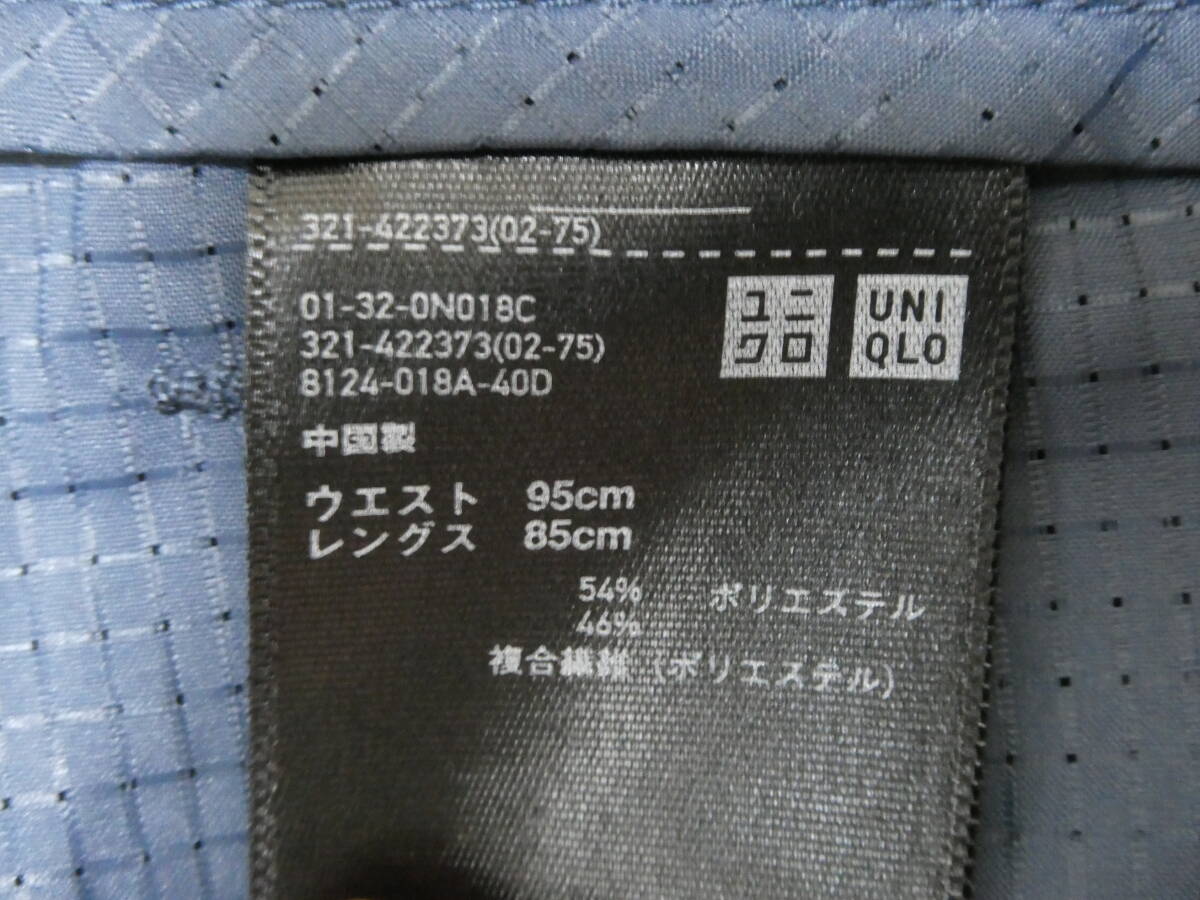 321-422373(02-75)
01-32-0N018C
321-422373(02-75)
8124-018A-40D
ユニ
クロ
UNI
QLO
中国製
ウエスト 95cm
レングス 85cm
54% ポリエステル
46%
複合繊維 (ポリエステル)